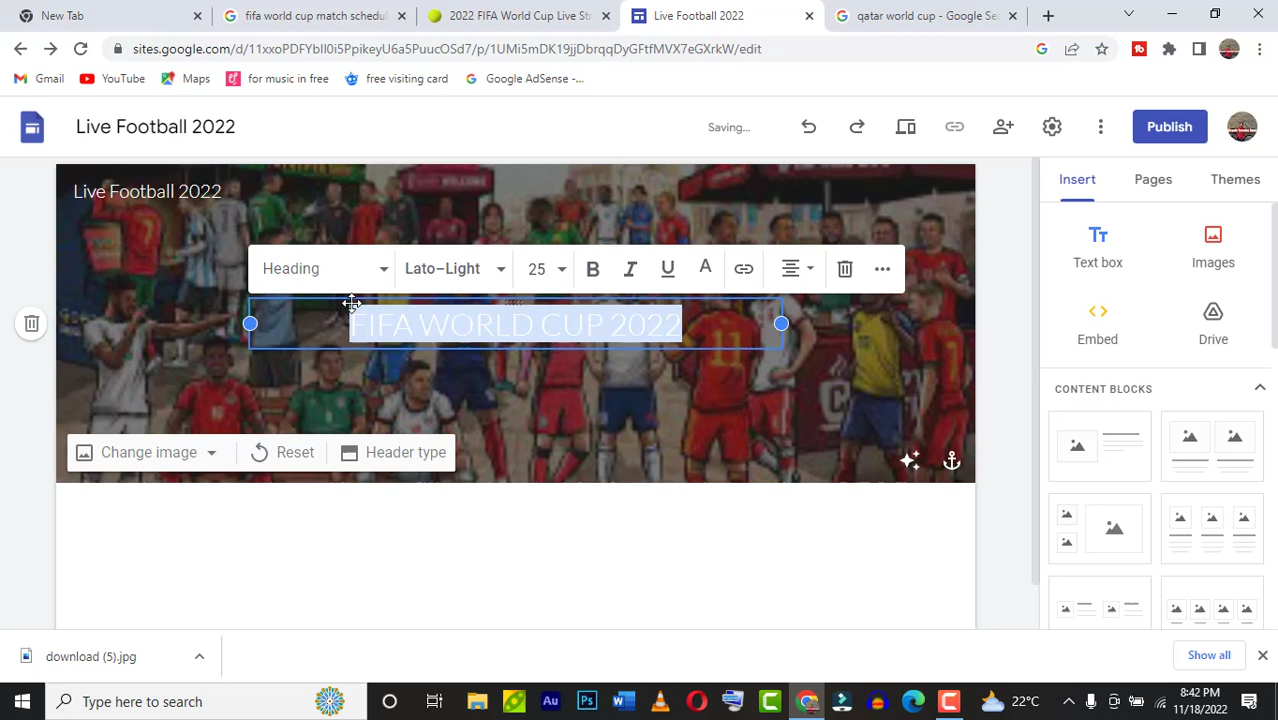 New Tab
fifa world cup match schedul
2022 FIFA World Cup Live Str
Live Football 2022
qatar world cup - Google Sea
sites.google.com/d/11xxoPDFYbIl0i5PpikeyU6a5PuucOSd7/p/1UMi5mDK19jjDbrqqDyGFtfMVX7eGXrkW/edit
Gmail
YouTube
Maps
for music in free
free visiting card
Google AdSense -...
Live Football 2022
Saving...
Publish
Live Football 2022
Insert
Pages
Themes
Text box
Images
Heading
Lato-Light
25
B
I
U
A
FIFA WORLD CUP 2022
Embed
Drive
CONTENT BLOCKS
Change image
Reset
Header type
download (5).jpg
Show all
Type here to search
22°C
8:42 PM
11/18/2022